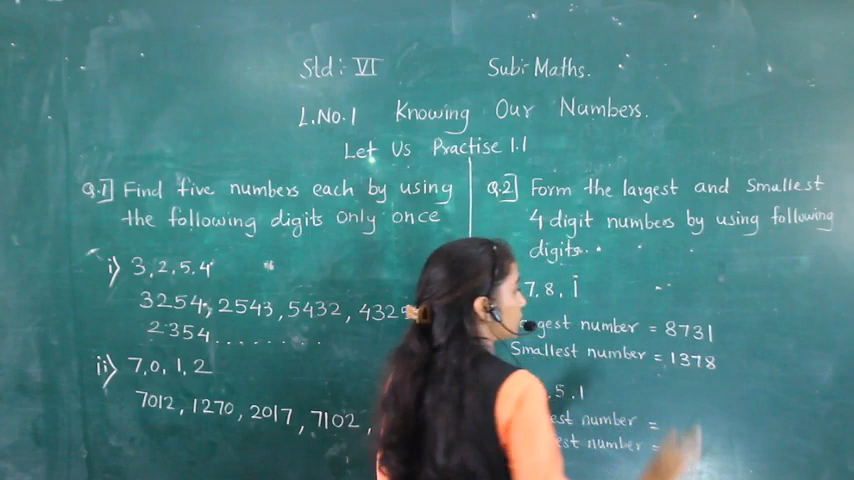 Std: VI Sub:- Maths.
L.No.1 Knowing Our Numbers.
Let Us Practise 1.1
Q.1] Find five numbers each by using
the following digits only once
i) 3, 2, 5, 4
3254, 2543, 5432, 4325
2354.......
ii) 7, 0, 1, 2
7012, 1270, 2017, 7102,
Q.2] Form the largest and Smallest
4 digit numbers by using following
digits..
7, 8, 1
number = 8731
Smallest number = 1378
, 5, 1
number =
number =